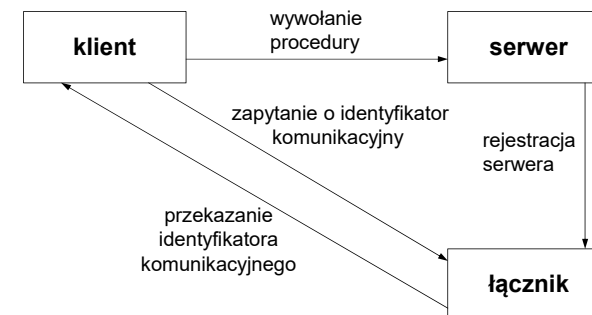 klient
wywołanie
procedury
serwer
zapytanie o identyfikator
komunikacyjny
rejestracja
serwera
przekazanie
identyfikatora
komunikacyjnego
łącznik